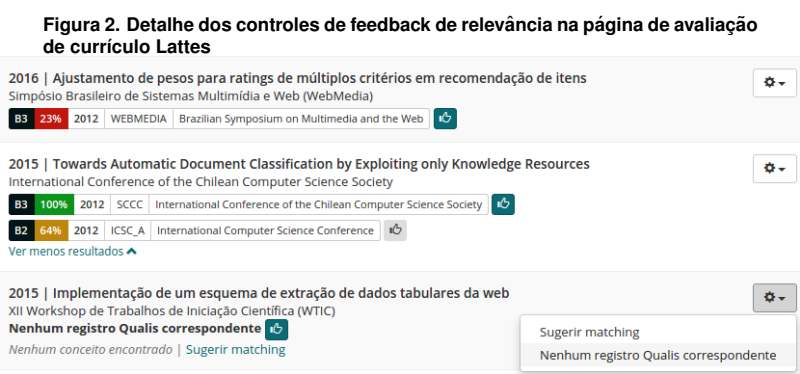 Figura 2. Detalhe dos controles de feedback de relevância na página de avaliação
de currículo Lattes
2016 | Ajustamento de pesos para ratings de múltiplos critérios em recomendação de itens
Simpósio Brasileiro de Sistemas Multimídia e Web (WebMedia)
B3 23% 2012 WEBMEDIA Brazilian Symposium on Multimedia and the Web
2015 | Towards Automatic Document Classification by Exploiting only Knowledge Resources
International Conference of the Chilean Computer Science Society
B3 100% 2012 SCCC International Conference of the Chilean Computer Science Society
B2 64% 2012 ICSC_A International Computer Science Conference
Ver menos resultados
2015 | Implementação de um esquema de extração de dados tabulares da web
XII Workshop de Trabalhos de Iniciação Científica (WTIC)
Nenhum registro Qualis correspondente
Nenhum conceito encontrado | Sugerir matching
Sugerir matching
Nenhum registro Qualis correspondente